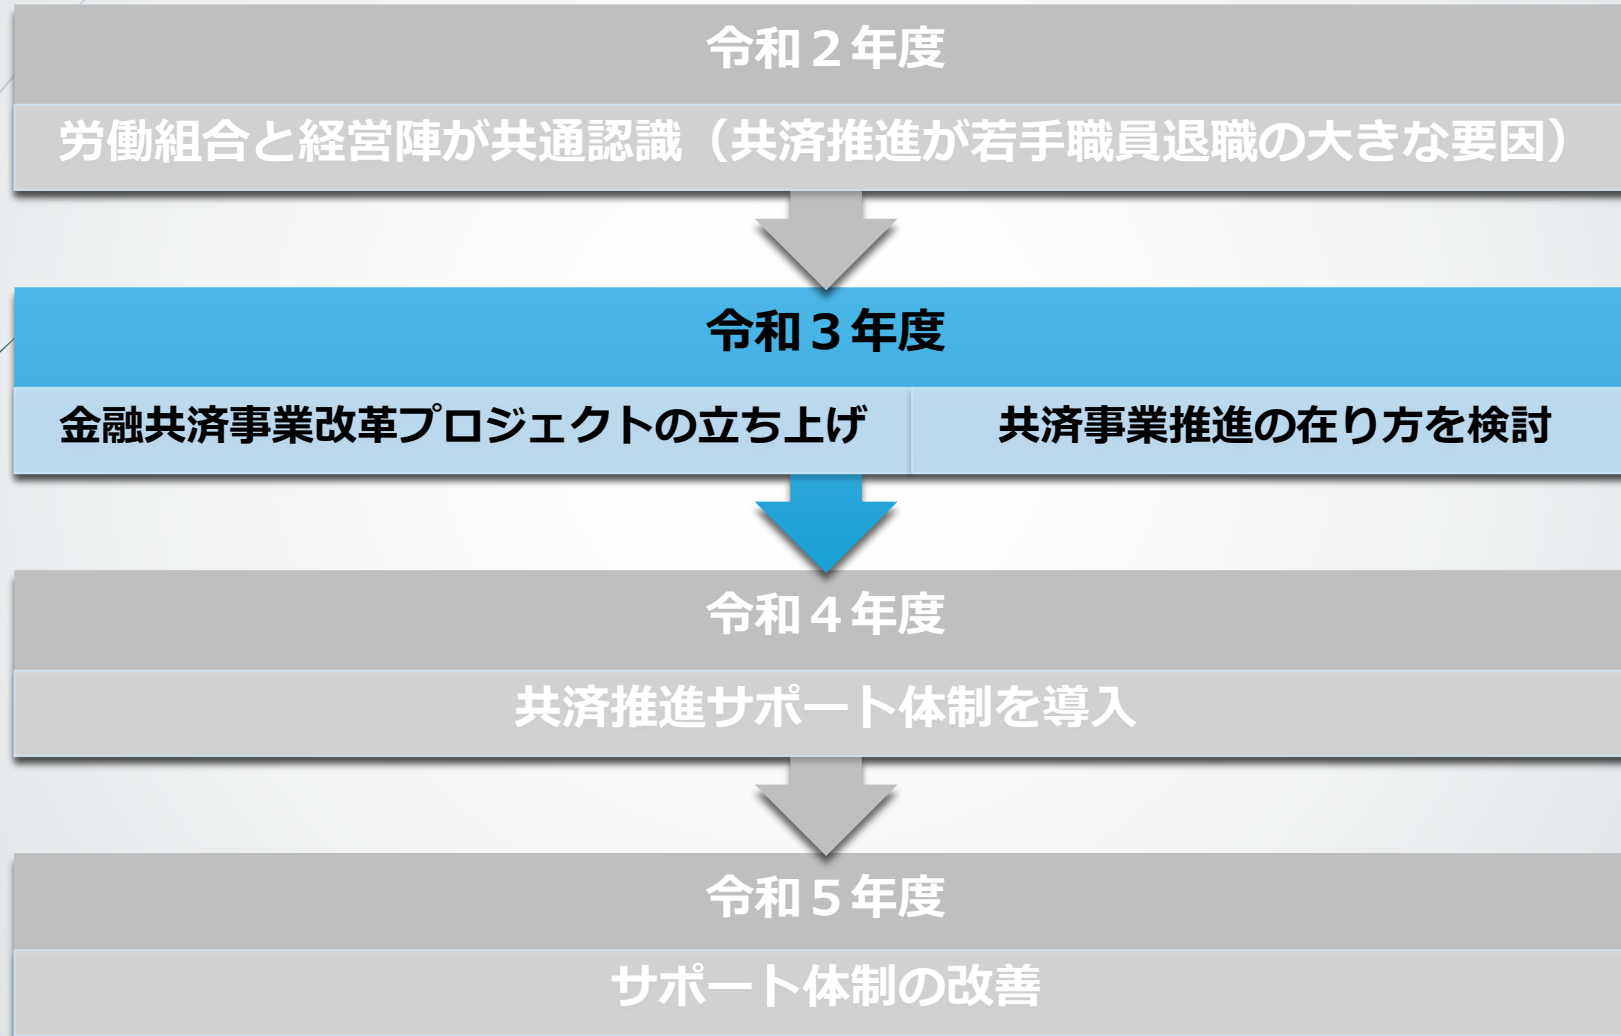 令和２年度
労働組合と経営陣が共通認識（共済推進が若手職員退職の大きな要因）
令和３年度
金融共済事業改革プロジェクトの立ち上げ
共済事業推進の在り方を検討
令和４年度
共済推進サポート体制を導入
令和５年度
サポート体制の改善